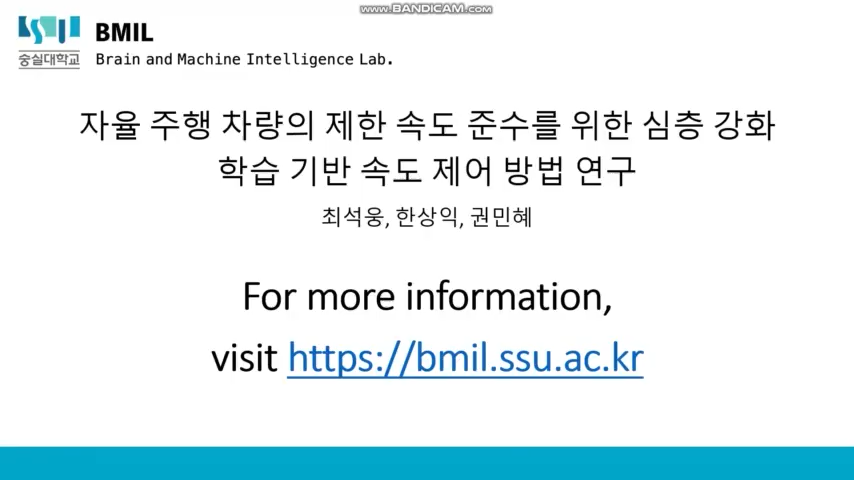 www.BANDICAM.com
BMIL
Brain and Machine Intelligence Lab.
숭실대학교
자율 주행 차량의 제한 속도 준수를 위한 심층 강화
학습 기반 속도 제어 방법 연구
최석웅, 한상익, 권민혜
For more information,
visit https://bmil.ssu.ac.kr